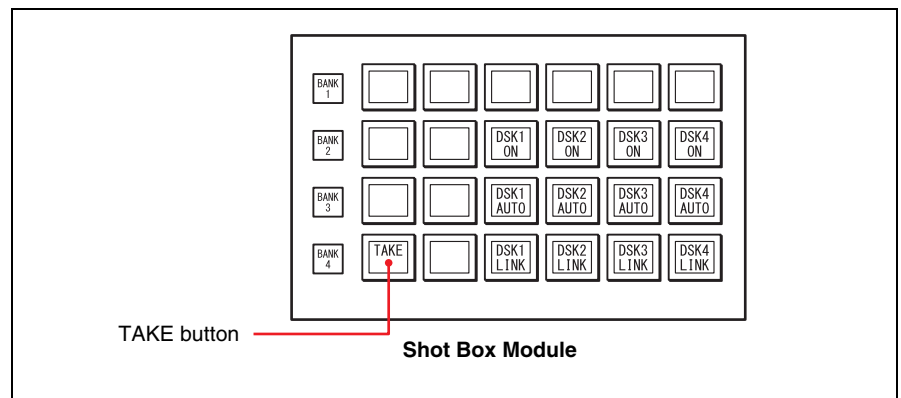 BANK
1
BANK
2
DSK1
ON
DSK2
ON
DSK3
ON
DSK4
ON
BANK
3
DSK1
AUTO
DSK2
AUTO
DSK3
AUTO
DSK4
AUTO
BANK
4
TAKE
DSK1
LINK
DSK2
LINK
DSK3
LINK
DSK4
LINK
TAKE button
Shot Box Module